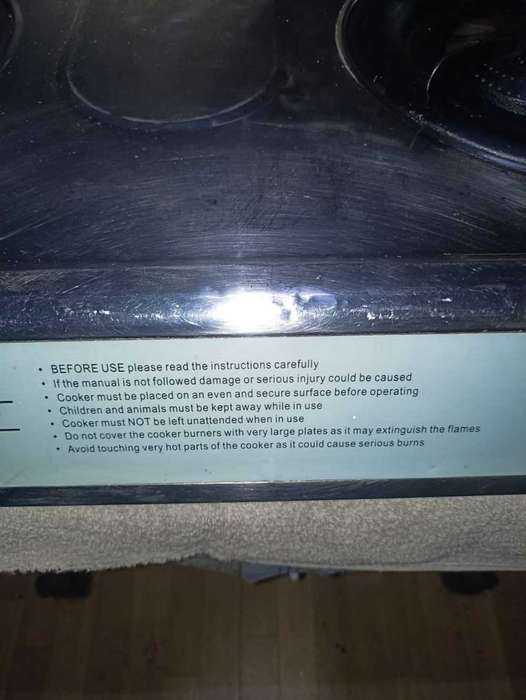 • BEFORE USE please read the instructions carefully
• If the manual is not followed damage or serious injury could be caused
• Cooker must be placed on an even and secure surface before operating
• Children and animals must be kept away while in use
• Cooker must NOT be left unattended when in use
• Do not cover the cooker burners with very large plates as it may extinguish the flames
• Avoid touching very hot parts of the cooker as it could cause serious burns